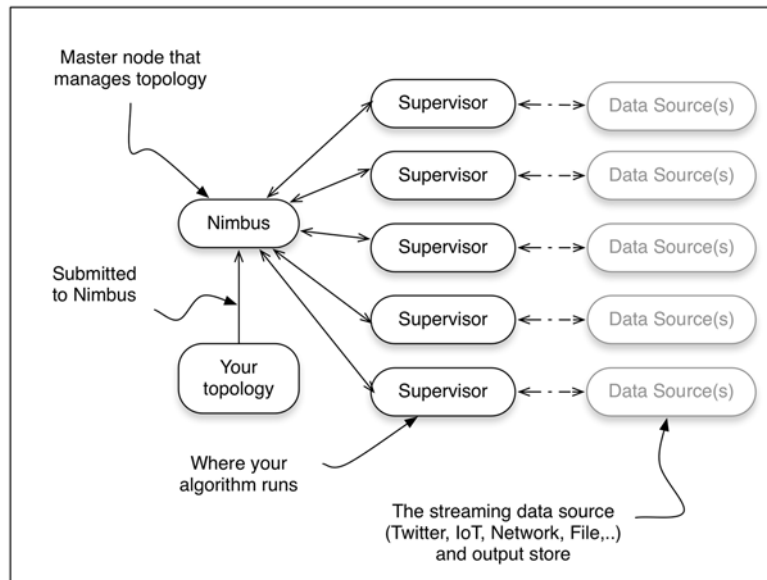 Master node that
manages topology
Supervisor
Data Source(s)
Supervisor
Data Source(s)
Nimbus
Supervisor
Data Source(s)
Submitted
to Nimbus
Supervisor
Data Source(s)
Your
topology
Supervisor
Data Source(s)
Where your
algorithm runs
The streaming data source
(Twitter, IoT, Network, File,..)
and output store